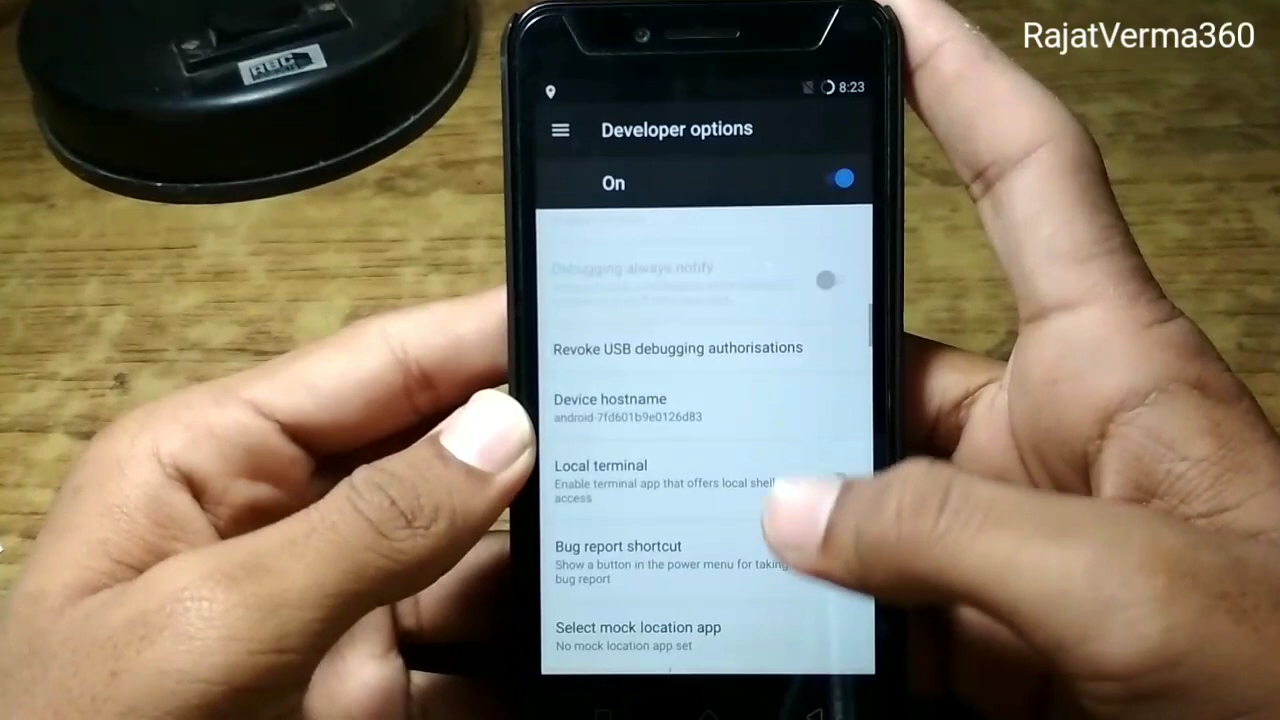 RajatVerma360
ABC
8:23
Developer options
On
Debugging always notify
Revoke USB debugging authorisations
Device hostname
android-7fd601b9e0126d83
Local terminal
Enable terminal app that offers local shell
access
Bug report shortcut
Show a button in the power menu for taking
bug report
Select mock location app
No mock location app set